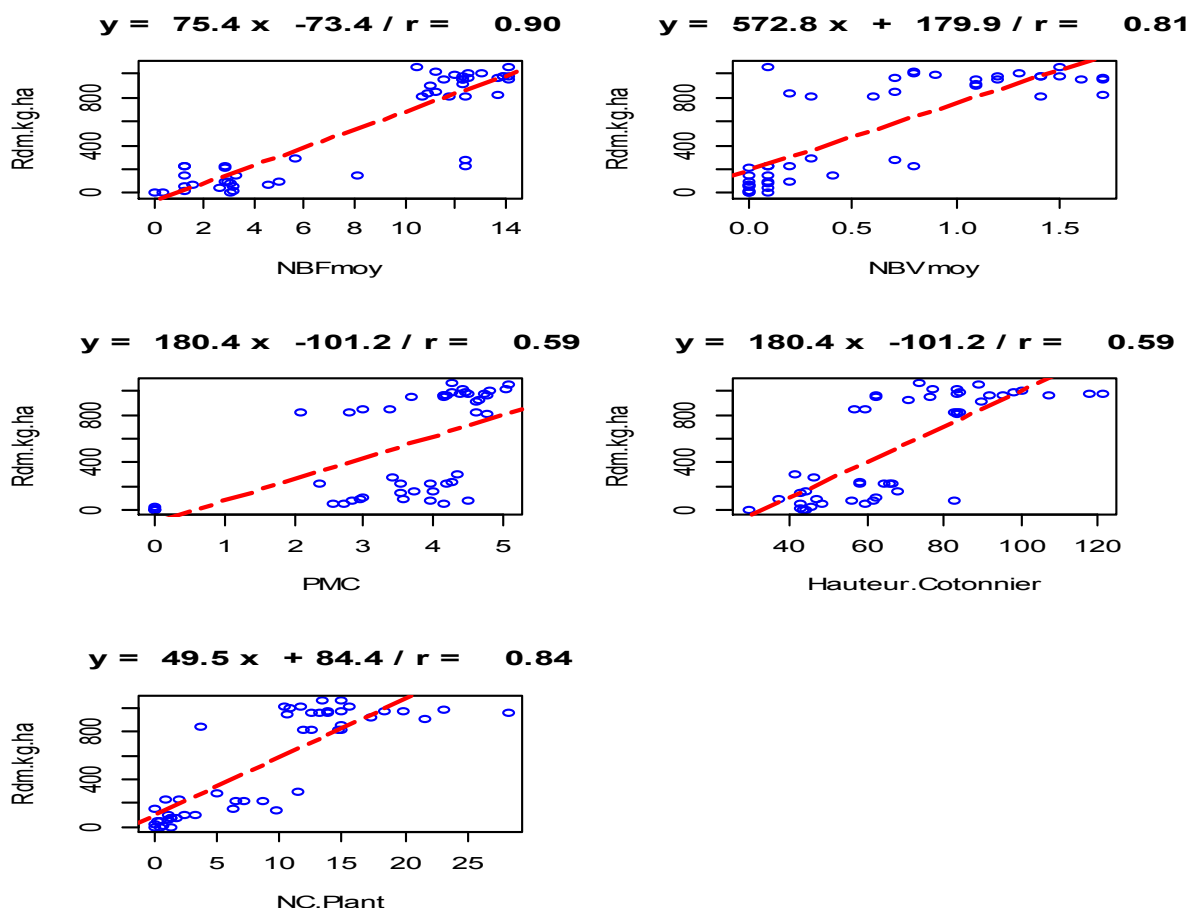 y = 75.4 x -73.4 / r = 0.90
Rdm.kg.ha
0 400 800
0 2 4 6 8 10 14
NBFmoy
y = 572.8 x + 179.9 / r = 0.81
Rdm.kg.ha
0 400 800
0.0 0.5 1.0 1.5
NBVmoy
y = 180.4 x -101.2 / r = 0.59
Rdm.kg.ha
0 400 800
0 1 2 3 4 5
PMC
y = 180.4 x -101.2 / r = 0.59
Rdm.kg.ha
0 400 800
40 60 80 100 120
Hauteur.Cotonnier
y = 49.5 x + 84.4 / r = 0.84
Rdm.kg.ha
0 400 800
0 5 10 15 20 25
NC.Plant